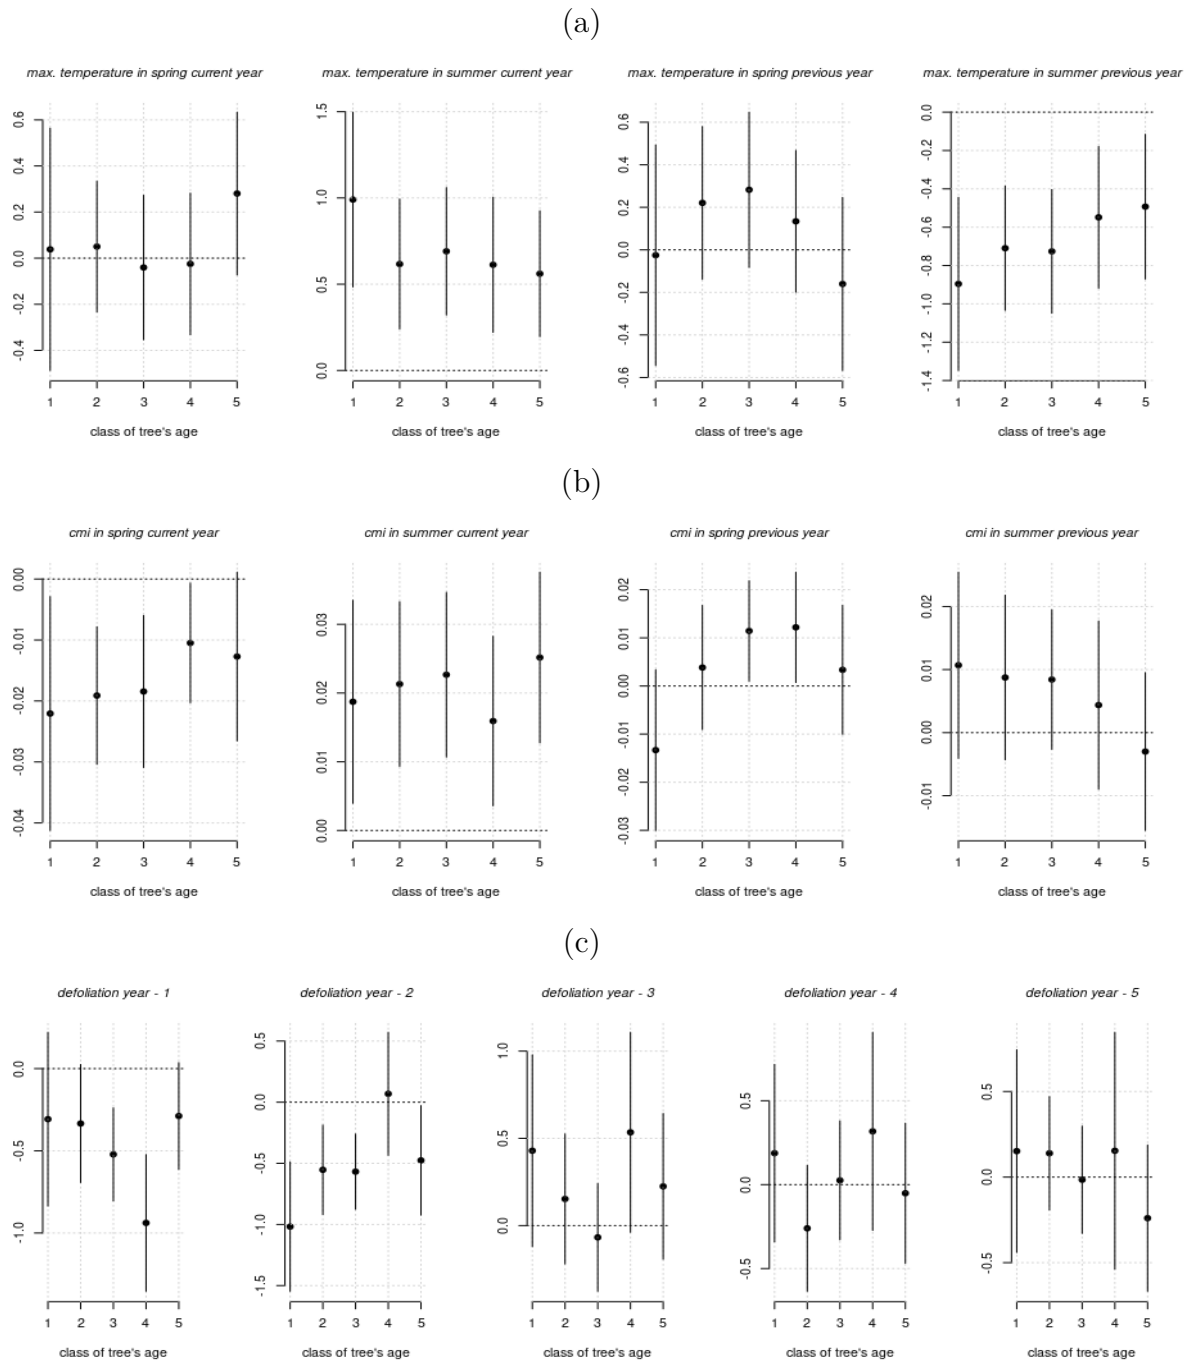 (a)
max. temperature in spring current year
max. temperature in summer current year
max. temperature in spring previous year
max. temperature in summer previous year
0.6
0.4
0.2
0.0
-0.2
-0.4
1 2 3 4 5
class of tree's age
1.5
1.0
0.5
0.0
1 2 3 4 5
class of tree's age
0.6
0.4
0.2
0.0
-0.2
-0.4
-0.6
1 2 3 4 5
class of tree's age
0.0
-0.2
-0.4
-0.6
-0.8
-1.0
-1.2
-1.4
1 2 3 4 5
class of tree's age
(b)
cmi in spring current year
cmi in summer current year
cmi in spring previous year
cmi in summer previous year
0.00
-0.01
-0.02
-0.03
-0.04
1 2 3 4 5
class of tree's age
0.03
0.02
0.01
0.00
1 2 3 4 5
class of tree's age
0.02
0.01
0.00
-0.01
-0.02
-0.03
1 2 3 4 5
class of tree's age
0.02
0.01
0.00
-0.01
1 2 3 4 5
class of tree's age
(c)
defoliation year - 1
defoliation year - 2
defoliation year - 3
defoliation year - 4
defoliation year - 5
0.0
-0.5
-1.0
1 2 3 4 5
class of tree's age
0.5
0.0
-0.5
-1.0
-1.5
1 2 3 4 5
class of tree's age
1.0
0.5
0.0
1 2 3 4 5
class of tree's age
0.5
0.0
-0.5
1 2 3 4 5
class of tree's age
0.5
0.0
-0.5
1 2 3 4 5
class of tree's age